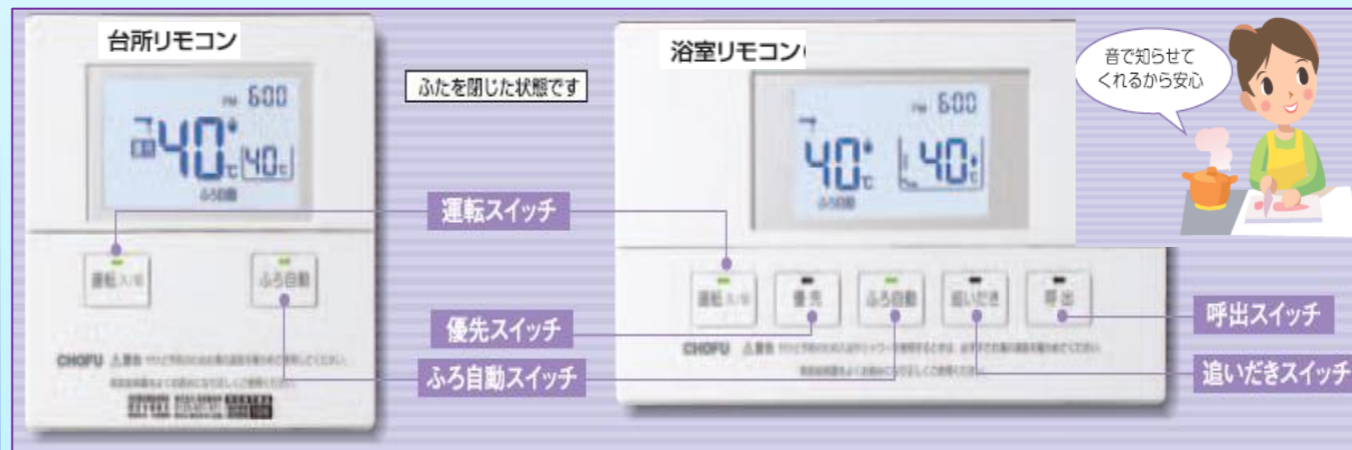 台所リモコン
PM 6:00
40℃
40℃
ふろ自動
運転 入/切
ふろ自動
CHOFU
ふたを閉じた状態です
運転スイッチ
優先スイッチ
ふろ自動スイッチ
浴室リモコン
PM 6:00
40℃
40℃
ふろ自動
運転 入/切
優先
ふろ自動
追いだき
呼出
CHOFU
呼出スイッチ
追いだきスイッチ
音で知らせて
くれるから安心